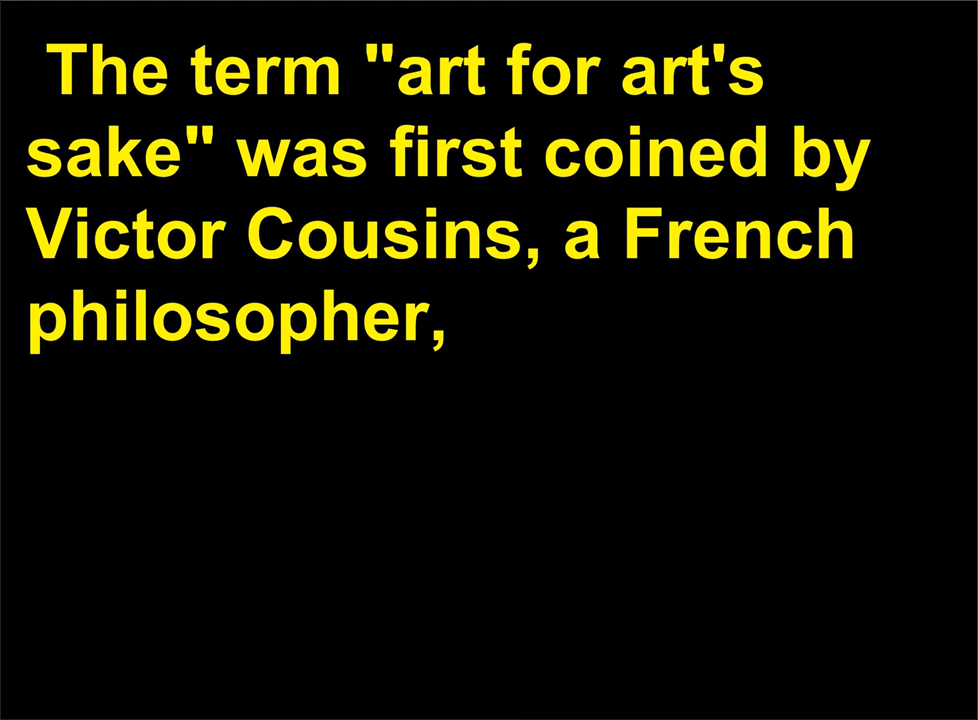 The term "art for art's
sake" was first coined by
Victor Cousins, a French
philosopher,